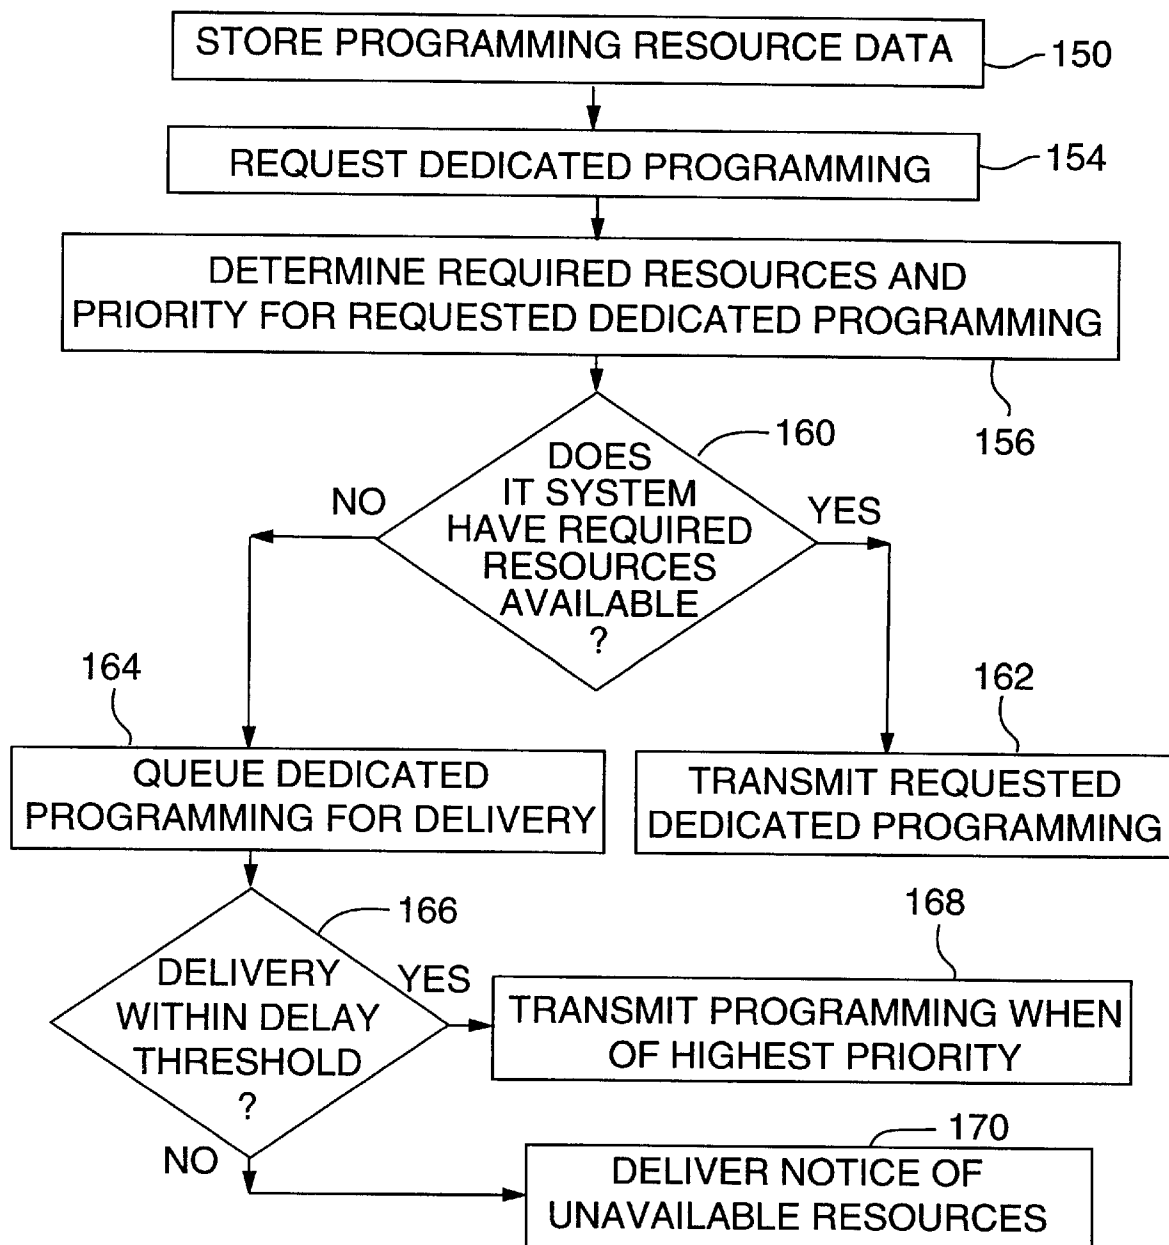 STORE PROGRAMMING RESOURCE DATA
150
REQUEST DEDICATED PROGRAMMING
154
DETERMINE REQUIRED RESOURCES AND
PRIORITY FOR REQUESTED DEDICATED PROGRAMMING
156
160
DOES
IT SYSTEM
HAVE REQUIRED
RESOURCES
AVAILABLE
?
NO
YES
164
QUEUE DEDICATED
PROGRAMMING FOR DELIVERY
162
TRANSMIT REQUESTED
DEDICATED PROGRAMMING
166
DELIVERY
WITHIN DELAY
THRESHOLD
?
YES
168
TRANSMIT PROGRAMMING WHEN
OF HIGHEST PRIORITY
NO
170
DELIVER NOTICE OF
UNAVAILABLE RESOURCES